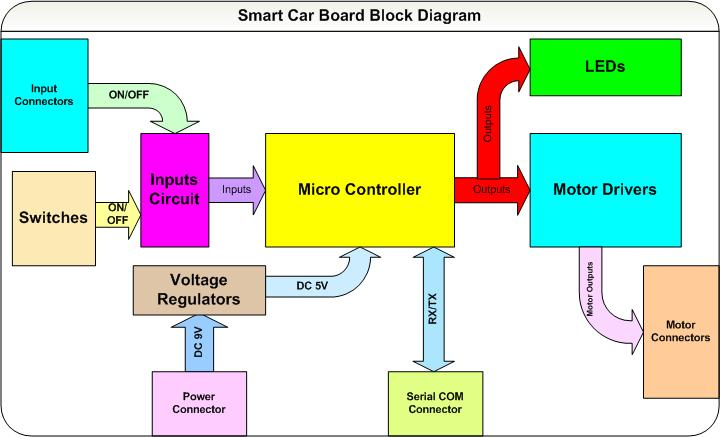 Smart Car Board Block Diagram
Input
Connectors
ON/OFF
LEDs
Outputs
Inputs
Circuit
Inputs
Micro Controller
Outputs
Motor Drivers
Switches
ON/
OFF
Voltage
Regulators
DC 5V
RX/TX
Motor Outputs
Motor
Connectors
DC 9V
Power
Connector
Serial COM
Connector